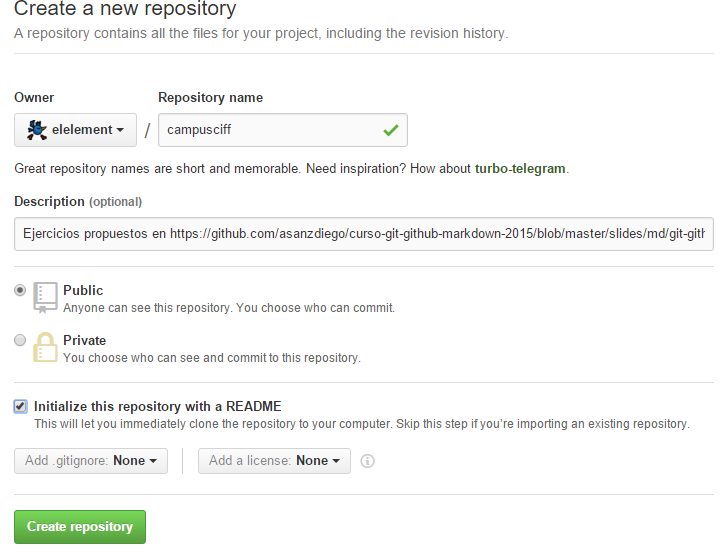 Create a new repository
A repository contains all the files for your project, including the revision history.
Owner Repository name
elelement / campusciff
Great repository names are short and memorable. Need inspiration? How about turbo-telegram.
Description (optional)
Ejercicios propuestos en https://github.com/asanzdiego/curso-git-github-markdown-2015/blob/master/slides/md/git-gith
Public
Anyone can see this repository. You choose who can commit.
Private
You choose who can see and commit to this repository.
Initialize this repository with a README
This will let you immediately clone the repository to your computer. Skip this step if you’re importing an existing repository.
Add .gitignore: None Add a license: None
Create repository